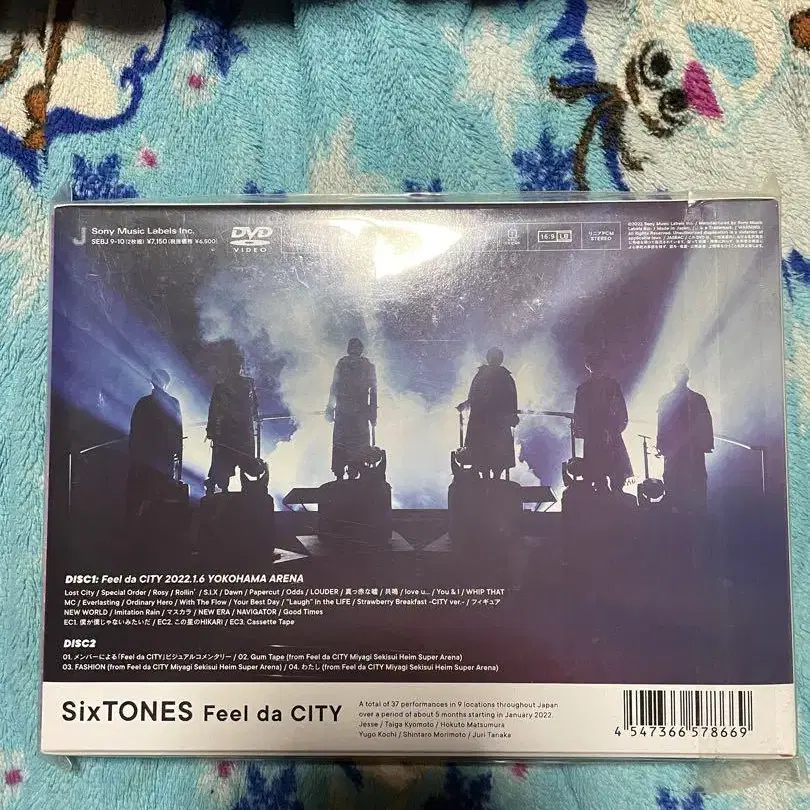 J Sony Music Labels Inc.
SEBJ 9-10 [2枚組] ¥7,150 (税抜価格 ¥6,500)
DVD
VIDEO
16:9 LB
リニアPCM
STEREO
©2022 Sony Music Labels Inc. / Manufactured by Sony Music
DISC1: Feel da CITY 2022.1.6 YOKOHAMA ARENA
Lost City / Special Order / Rosy / Rollin' / S.I.X / Dawn / Papercut / Odds / LOUDER / 真っ赤な嘘 / 共鳴 / love u... / You & I / WHIP THAT
MC / Everlasting / Ordinary Hero / With The Flow / Your Best Day / "Laugh" In the LIFE / Strawberry Breakfast -CITY ver.- / フィギュア
NEW WORLD / Imitation Rain / マスカラ / NEW ERA / NAVIGATOR / Good Times
EC1. 僕が僕じゃないみたいだ / EC2. この星のHIKARI / EC3. Cassette Tape
DISC2
01. メンバーによる「Feel da CITY」ビジュアルコメンタリー / 02. Gum Tape (from Feel da CITY Miyagi Sekisui Heim Super Arena)
03. FASHION (from Feel da CITY Miyagi Sekisui Heim Super Arena) / 04. わたし (from Feel da CITY Miyagi Sekisui Heim Super Arena)
SixTONES Feel da CITY
A total of 37 performances in 9 locations throughout Japan
over a period of about 5 months starting in January 2022.
Jesse / Taiga Kyomoto / Hokuto Matsumura
Yugo Kochi / Shintaro Morimoto / Juri Tanaka
4 547366 578669